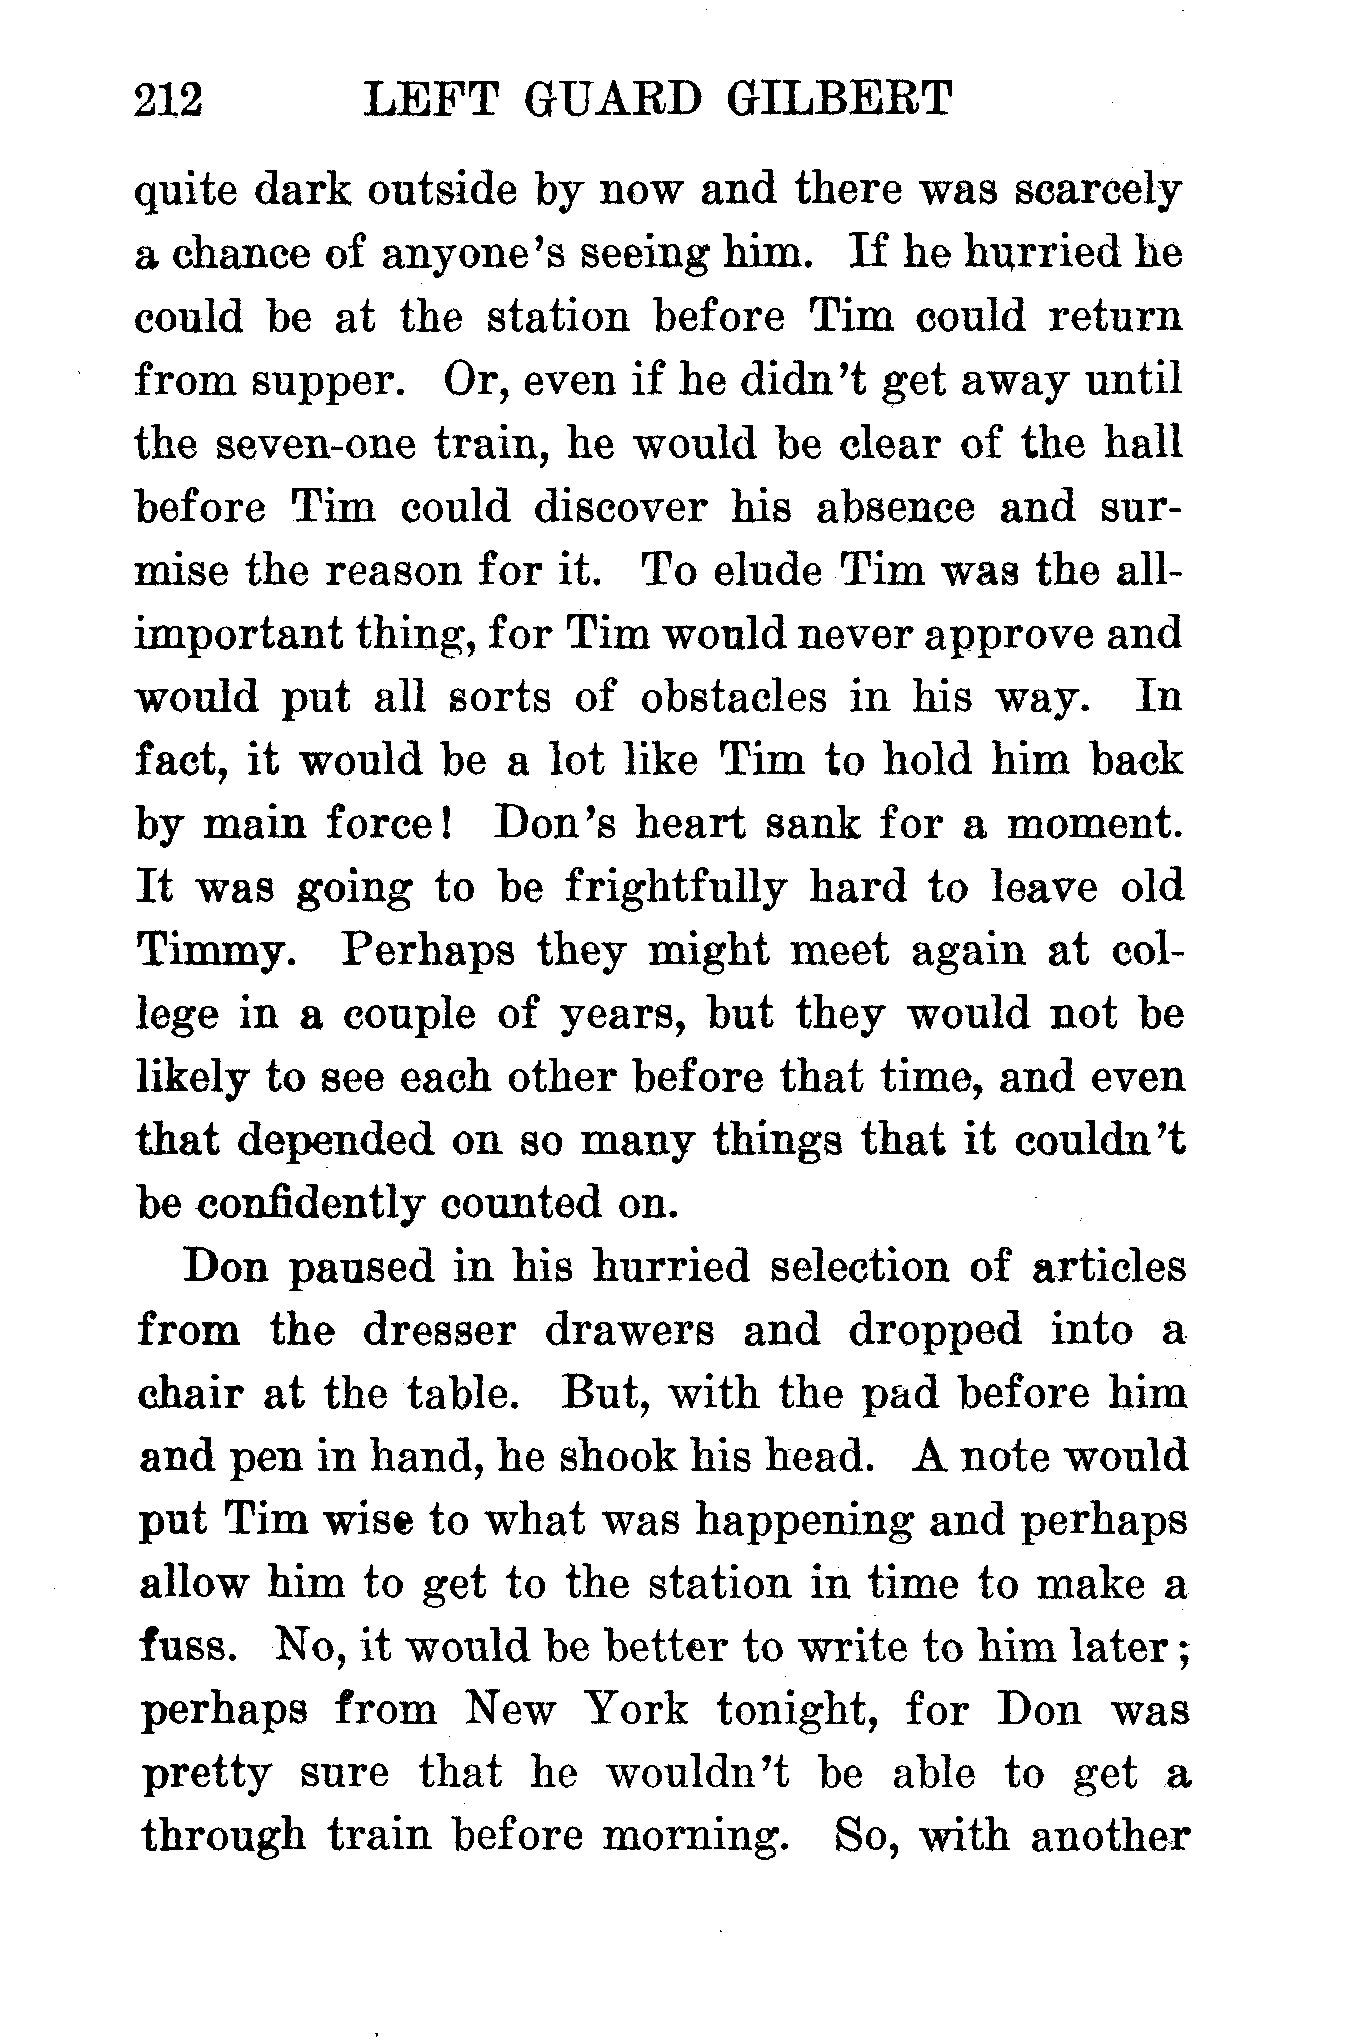 212 LEFT GUARD GILBERT
quite dark outside by now and there was scarcely
a chance of anyone's seeing him. If he hurried he
could be at the station before Tim could return
from supper. Or, even if he didn't get away until
the seven-one train, he would be clear of the hall
before Tim could discover his absence and sur-
mise the reason for it. To elude Tim was the all-
important thing, for Tim would never approve and
would put all sorts of obstacles in his way. In
fact, it would be a lot like Tim to hold him back
by main force! Don's heart sank for a moment.
It was going to be frightfully hard to leave old
Timmy. Perhaps they might meet again at col-
lege in a couple of years, but they would not be
likely to see each other before that time, and even
that depended on so many things that it couldn't
be confidently counted on.
Don paused in his hurried selection of articles
from the dresser drawers and dropped into a
chair at the table. But, with the pad before him
and pen in hand, he shook his head. A note would
put Tim wise to what was happening and perhaps
allow him to get to the station in time to make a
fuss. No, it would be better to write to him later;
perhaps from New York tonight, for Don was
pretty sure that he wouldn't be able to get a
through train before morning. So, with another